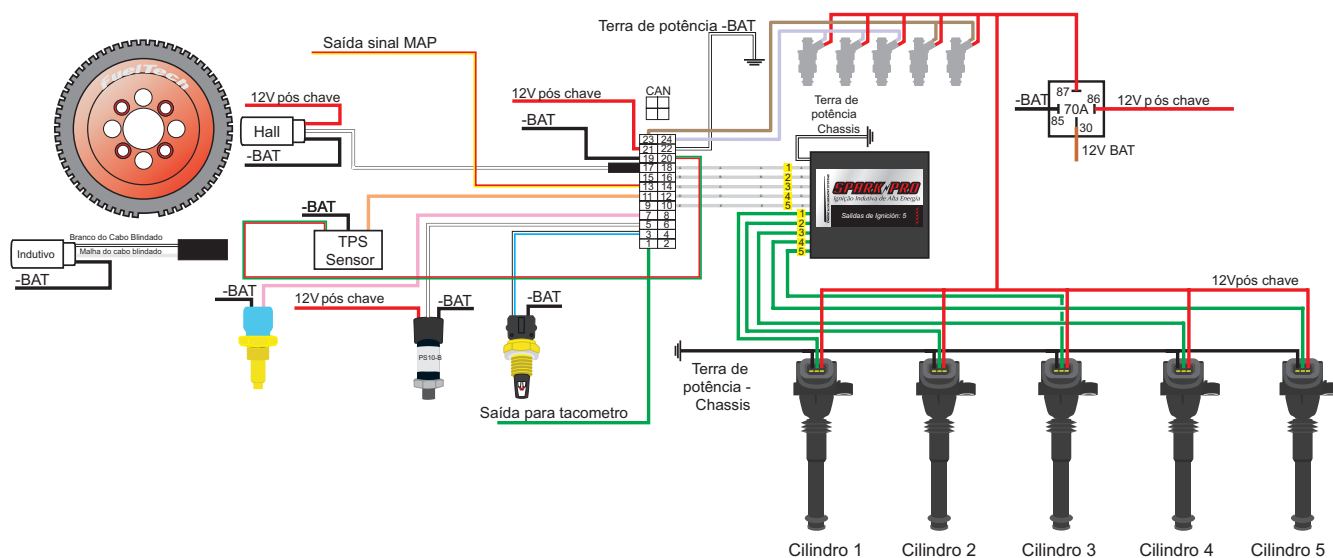 Terra de potência -BAT
Saída sinal MAP
FuelTech
12V pós chave
Hall
-BAT
12V pós chave
-BAT
CAN
23 24
21 22
19 20
17 18
15 16
13 14
11 12
9 10
7 8
5 6
3 4
1 2
Terra de
potência
Chassis
87
86
-BAT
70A
85
30
12V pós chave
12V BAT
1
2
3
4
5
1
2
3
4
5
SPARK PRO
Ignição Indutiva de Alta Energia
Salidas de Ignición: 5
-BAT
TPS
Sensor
Branco do Cabo Blindado
Malha do cabo blindado
Indutivo
-BAT
-BAT
12V pós chave
-BAT
PS10-B
-BAT
Saída para tacometro
12Vpós chave
Terra de
potência -
Chassis
Cilindro 1
Cilindro 2
Cilindro 3
Cilindro 4
Cilindro 5